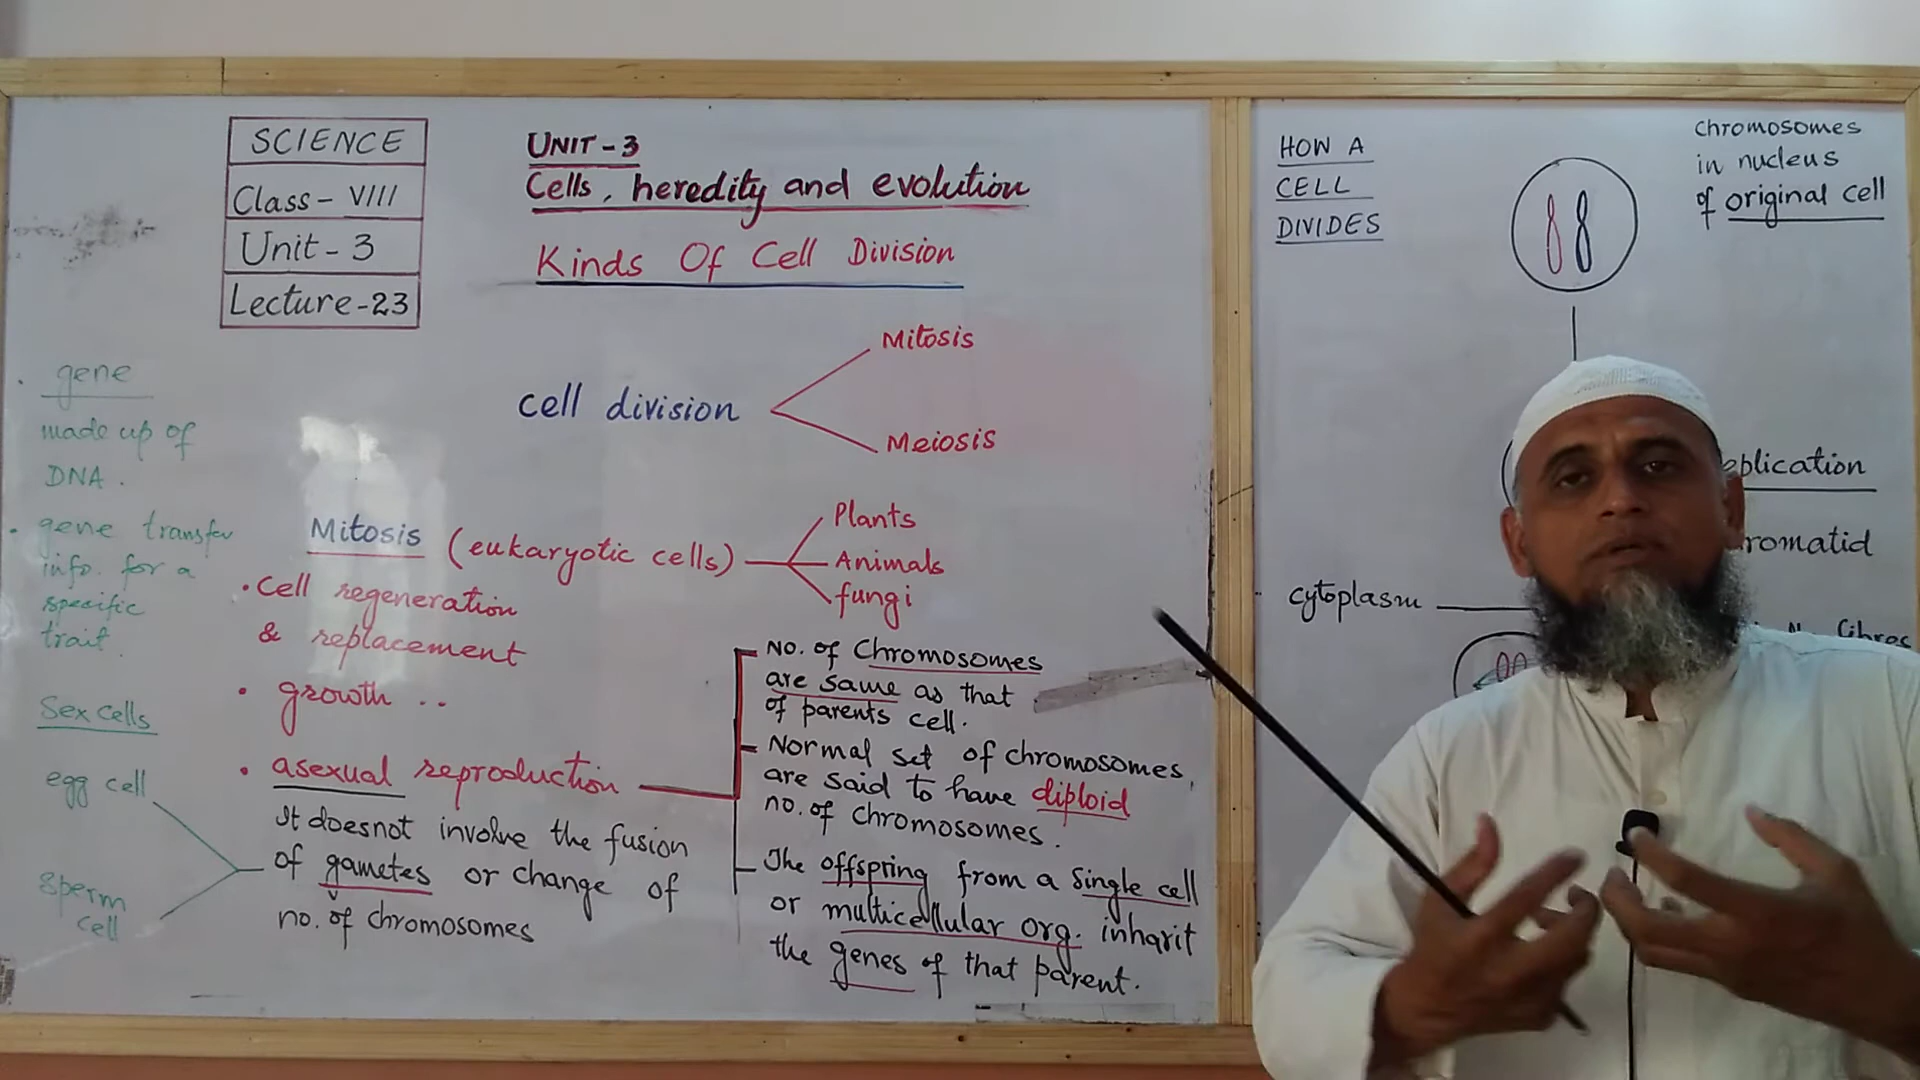 SCIENCE
Class - VIII
Unit - 3
Lecture - 23
UNIT - 3
Cells, heredity and evolution
Kinds Of Cell Division
cell division
Mitosis
Meiosis
• gene
made up of
DNA.
• gene transfer
info. for a
specific
trait.
Sex cells
egg cell
sperm
cell
Mitosis (eukaryotic cells)
Plants
Animals
fungi
• Cell regeneration
& replacement
• growth ..
• asexual reproduction
It doesnot involve the fusion
of gametes or change of
no. of chromosomes
No. of Chromosomes
are same as that
of parents cell.
Normal set of chromosomes,
are said to have diploid
no. of chromosomes.
The offspring from a single cell
or multicellular org. inharit
the genes of that parent.
HOW A
CELL
DIVIDES
chromosomes
in nucleus
of original cell
eplication
romatid
cytoplasm